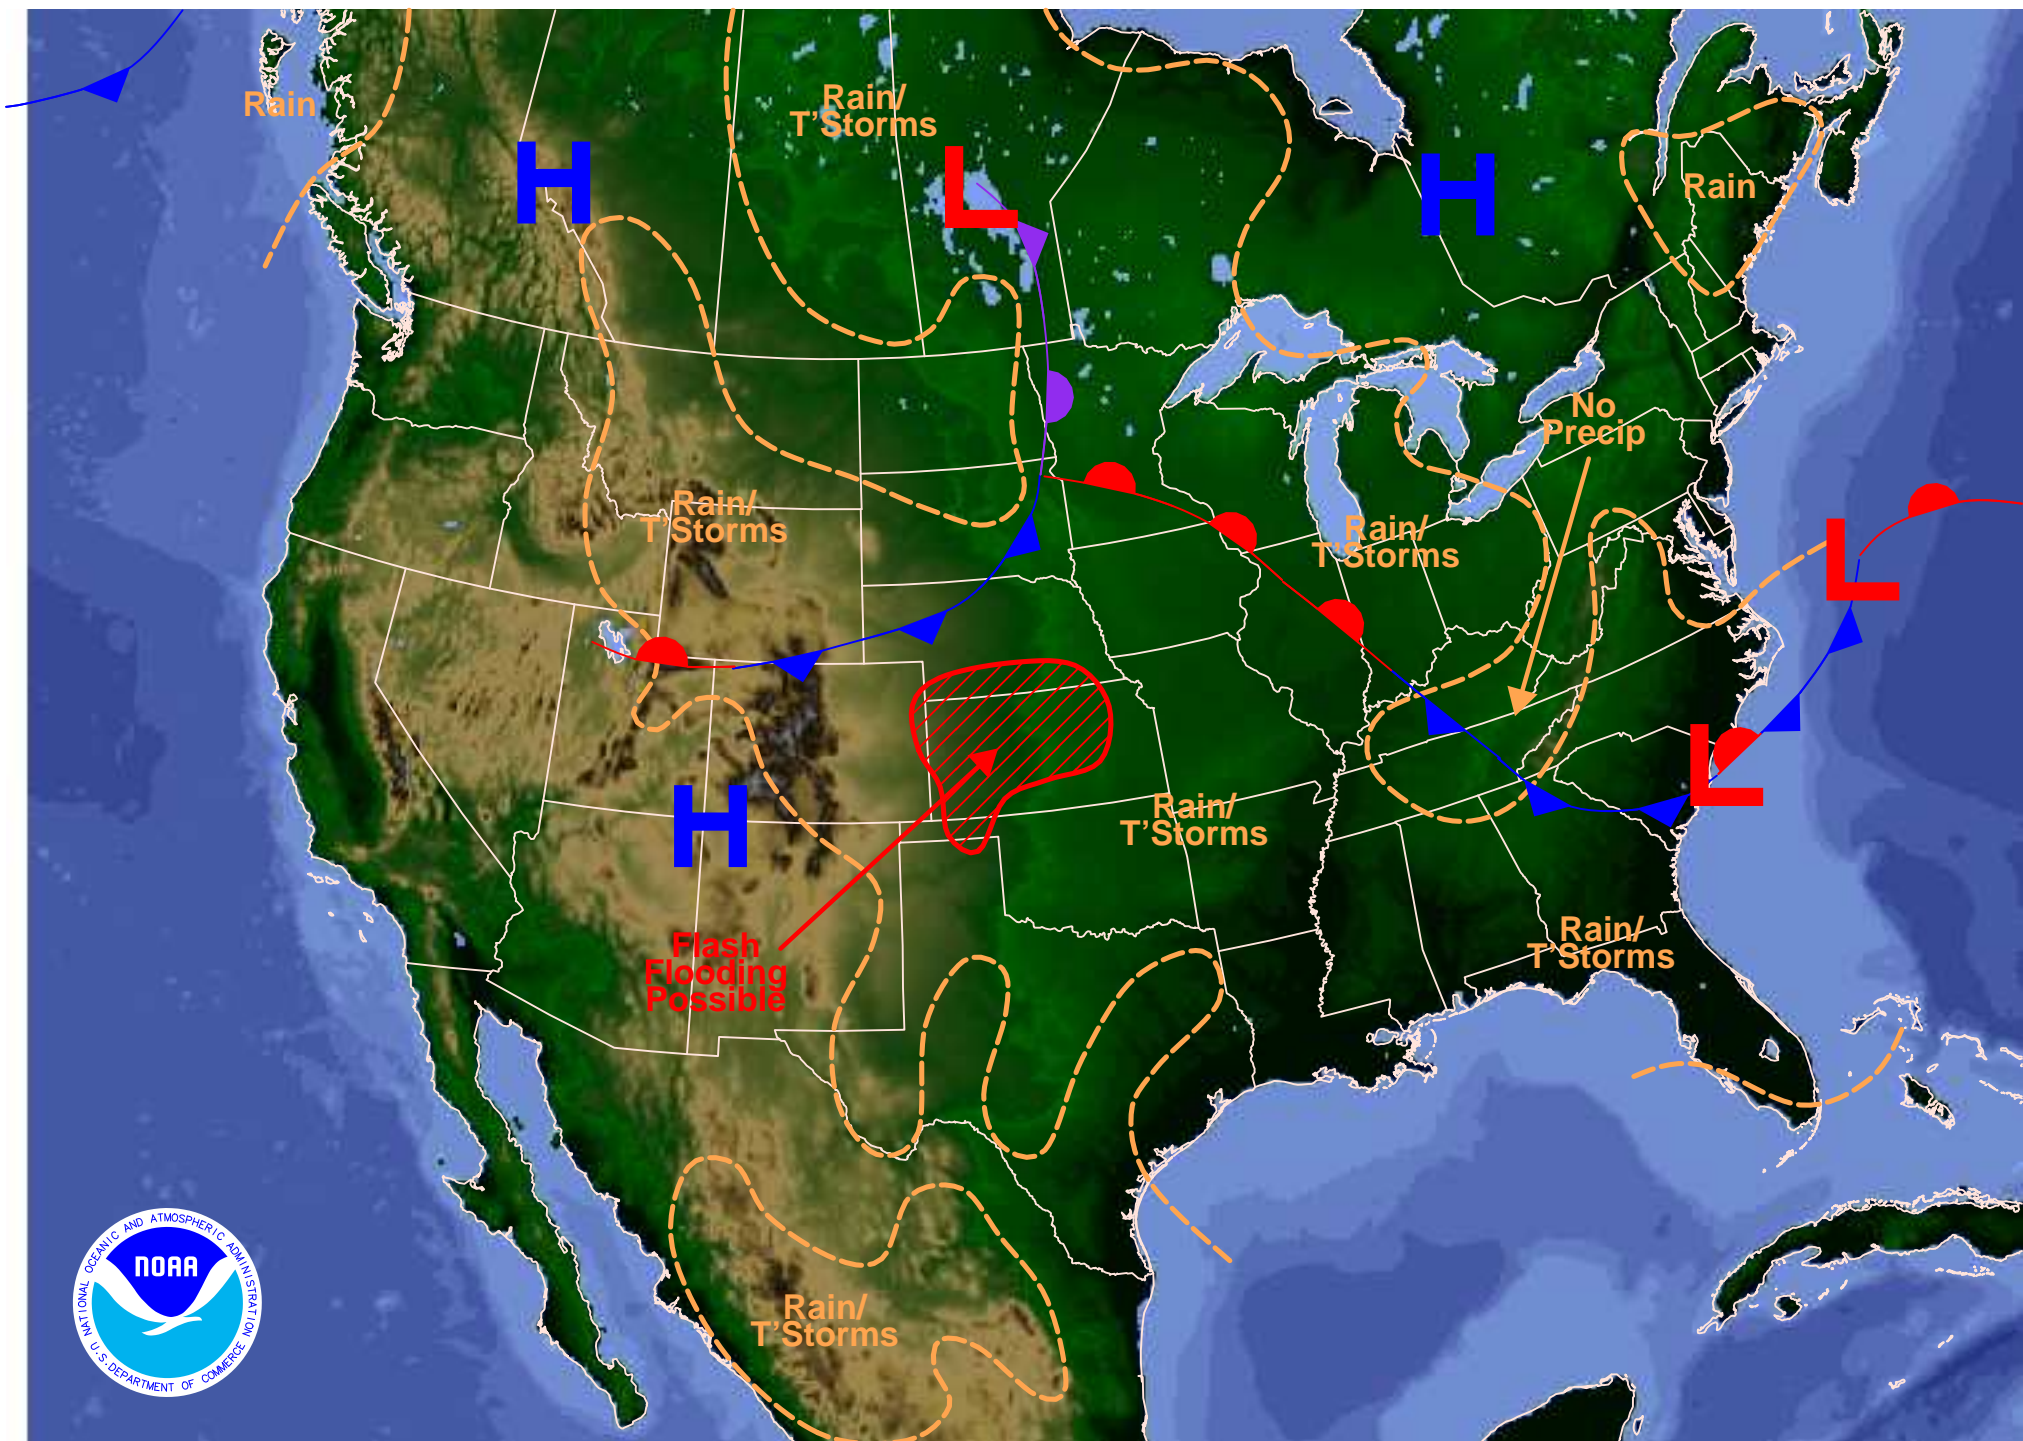 Rain
Rain/
T'Storms
H
L
H
Rain
No
Precip
Rain/
T'Storms
Rain/
T'Storms
L
L
H
Rain/
T'Storms
Flash
Flooding
Possible
Rain/
T'Storms
Rain/
T'Storms
NATIONAL OCEANIC AND ATMOSPHERIC ADMINISTRATION
NOAA
U.S. DEPARTMENT OF COMMERCE